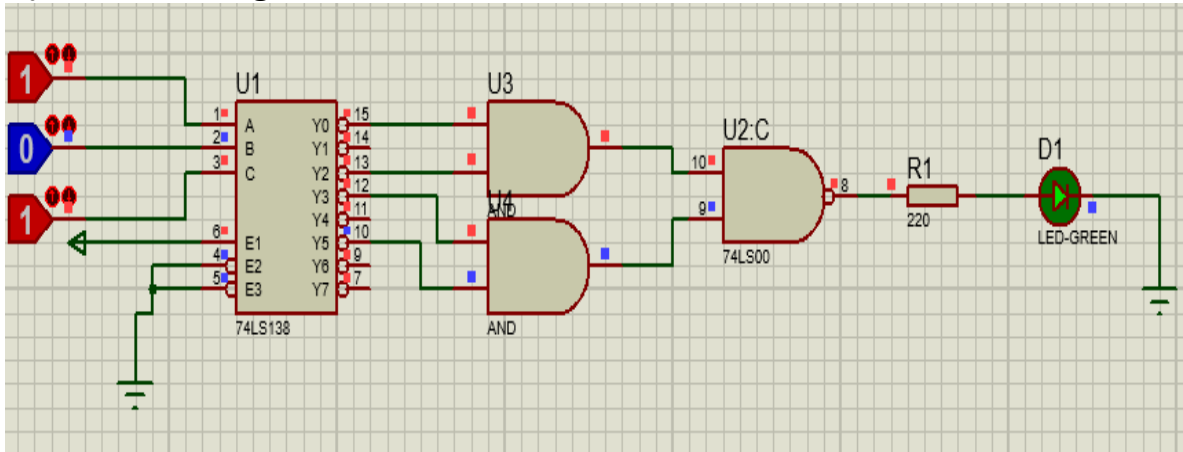 1
0
1
U1
1
2
3
6
4
5
A
B
C
E1
E2
E3
Y0
Y1
Y2
Y3
Y4
Y5
Y6
Y7
15
14
13
12
11
10
9
7
74LS138
U3
AND
U4
AND
U2:C
10
9
8
74LS00
R1
220
D1
LED-GREEN